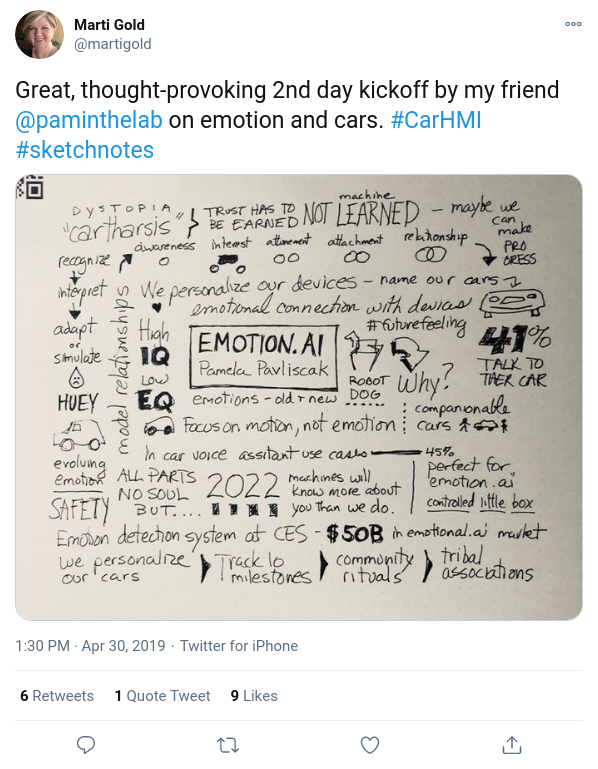 Marti Gold
@martigold
Great, thought-provoking 2nd day kickoff by my friend
@paminthelab on emotion and cars. #CarHMI
#sketchnotes
DYSTOPIA
"catharsis"
TRUST HAS TO
BE EARNED
machine
NOT LEARNED
— maybe we
can
make
PRO
GRESS
recognize
awareness
interest
attunement
attachment
relationship
interpret
adapt
or
simulate
HUEY
evolving
emotion
SAFETY
model relationships
We personalize our devices — name our cars
emotional connection with devices
#futurefeeling
High
IQ
LOW
EQ
EMOTION.AI
Pamela Pavliscak
emotions - old + new
ROBOT
DOG
Why?
41%
TALK TO
THEIR CAR
Focus on motion, not emotion
companionable
cars
In car voice assitant use cases
45%
ALL PARTS
NO SOUL
BUT....
2022
machines will
know more about
you than we do.
perfect for
"emotion.ai"
controlled little box
Emotion detection system at CES - $50B in emotional.ai market
We personalize
our cars
Track to
milestones
community
rituals
tribal
associations
1:30 PM · Apr 30, 2019 · Twitter for iPhone
6 Retweets 1 Quote Tweet 9 Likes